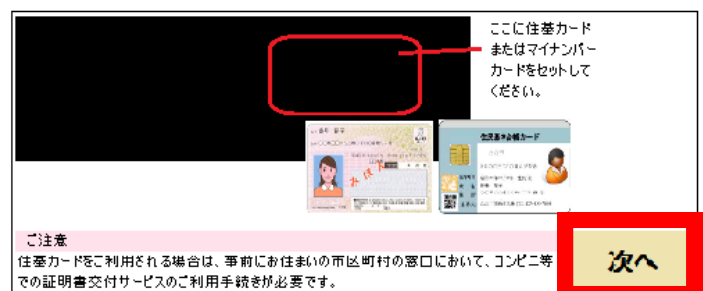 ここに住基カード
またはマイナンバー
カードをセットして
ください。
みほん
住民基本台帳カード
ご注意
住基カードをご利用される場合は、事前にお住まいの市区町村の窓口において、コンビニ等
での証明書交付サービスのご利用手続きが必要です。
次へ